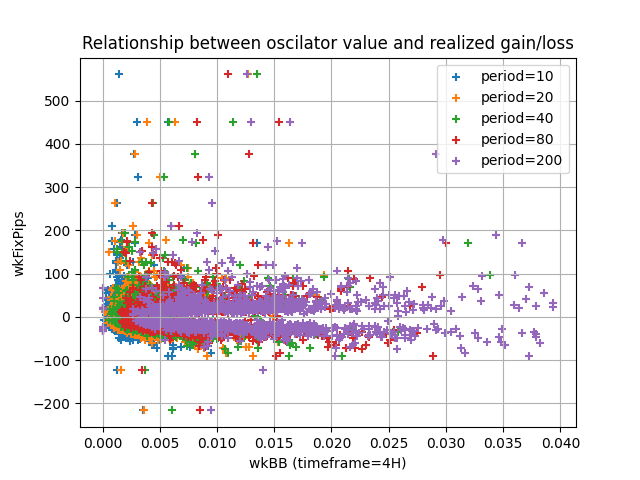 Relationship between oscilator value and realized gain/loss
period=10
period=20
period=40
period=80
period=200
wkFixPips
500
400
300
200
100
0
−100
−200
0.000 0.005 0.010 0.015 0.020 0.025 0.030 0.035 0.040
wkBB (timeframe=4H)